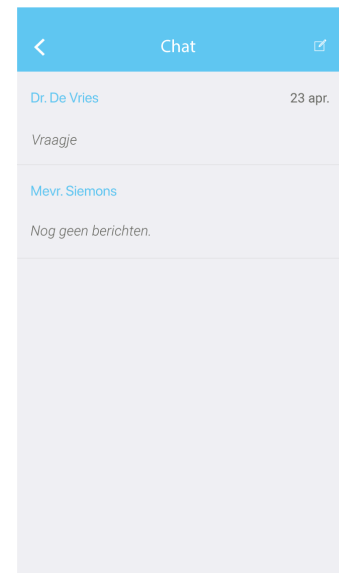 Chat
Dr. De Vries 23 apr.
Vraagje
Mevr. Siemons
Nog geen berichten.